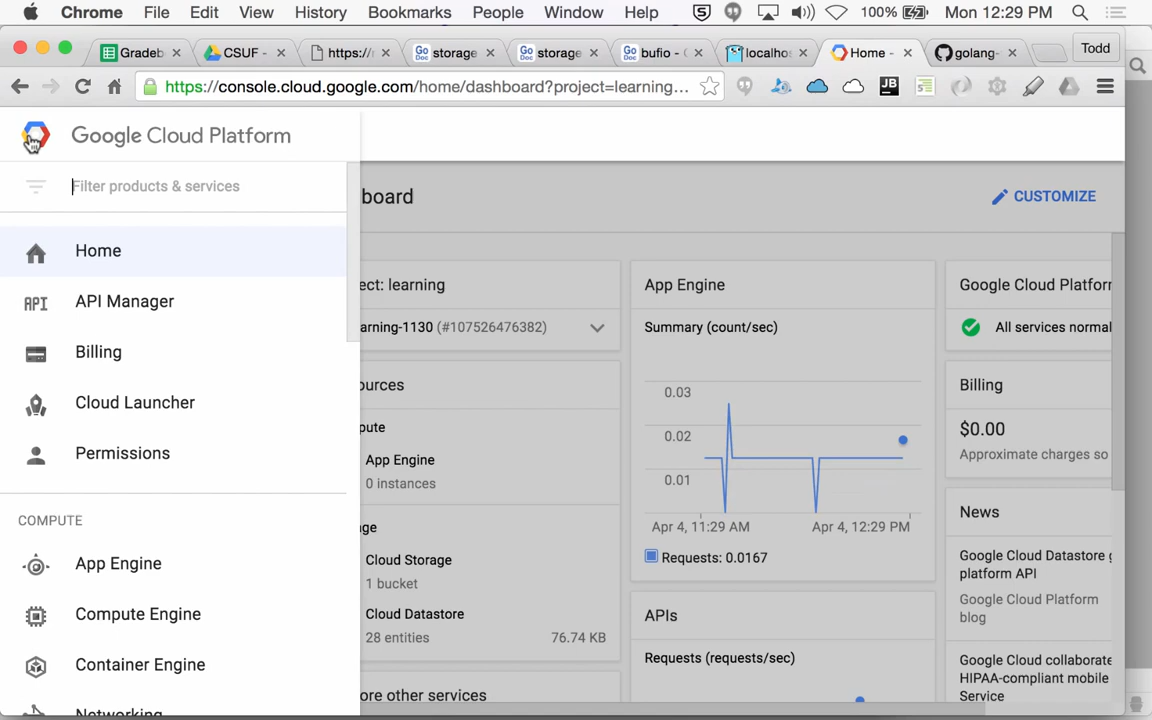 Chrome File Edit View History Bookmarks People Window Help 100% Mon 12:29 PM
Gradeb CSUF - https:// storage storage bufio - ( localhos Home - golang- Todd
https://console.cloud.google.com/home/dashboard?project=learning... JB
Google Cloud Platform
Filter products & services
Home
API API Manager
Billing
Cloud Launcher
Permissions
COMPUTE
App Engine
Compute Engine
Container Engine
Networking
board
CUSTOMIZE
ect: learning
arning-1130 (#107526476382)
ources
pute
App Engine
0 instances
age
Cloud Storage
1 bucket
Cloud Datastore
28 entities 76.74 KB
ore other services
App Engine
Summary (count/sec)
0.03
0.02
0.01
Apr 4, 11:29 AM Apr 4, 12:29 PM
Requests: 0.0167
APIs
Requests (requests/sec)
Google Cloud Platform
All services normal
Billing
$0.00
Approximate charges so
News
Google Cloud Datastore g
platform API
Google Cloud Platform
blog
Google Cloud collaborate
HIPAA-compliant mobile
Service